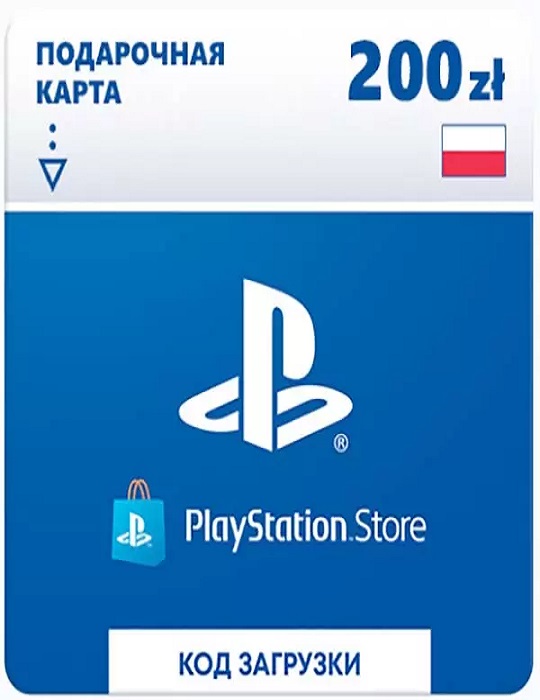 ПОДАРОЧНАЯ
КАРТА
200 zł
®
PlayStation.Store
КОД ЗАГРУЗКИ